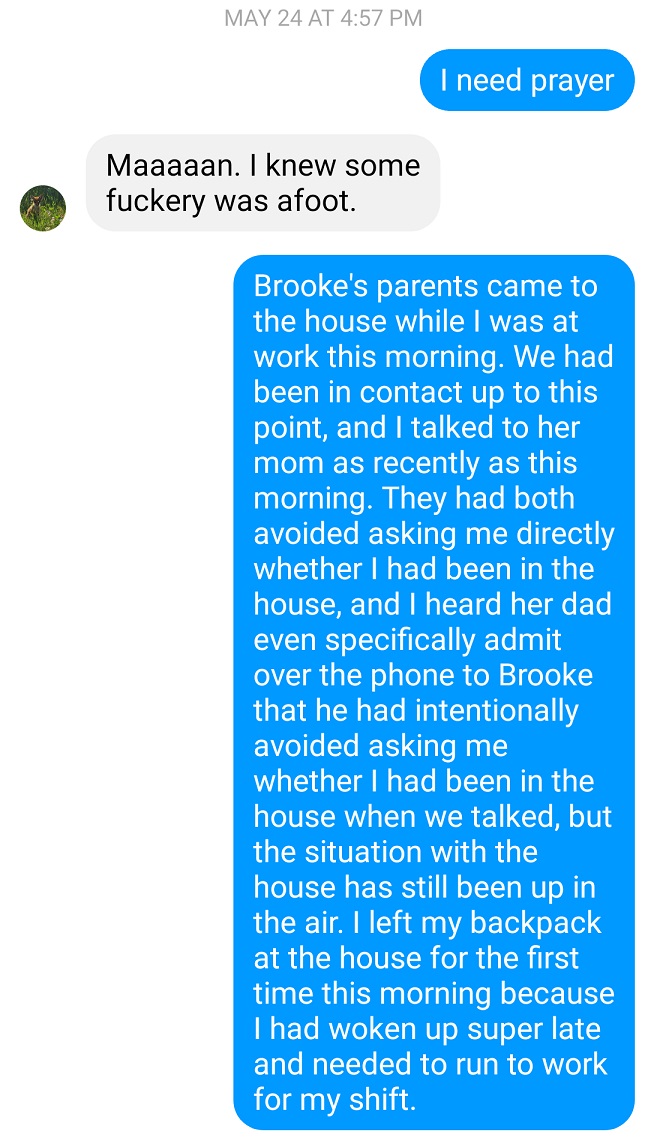 MAY 24 AT 4:57 PM
I need prayer
Maaaaan. I knew some
fuckery was afoot.
Brooke's parents came to
the house while I was at
work this morning. We had
been in contact up to this
point, and I talked to her
mom as recently as this
morning. They had both
avoided asking me directly
whether I had been in the
house, and I heard her dad
even specifically admit
over the phone to Brooke
that he had intentionally
avoided asking me
whether I had been in the
house when we talked, but
the situation with the
house has still been up in
the air. I left my backpack
at the house for the first
time this morning because
I had woken up super late
and needed to run to work
for my shift.